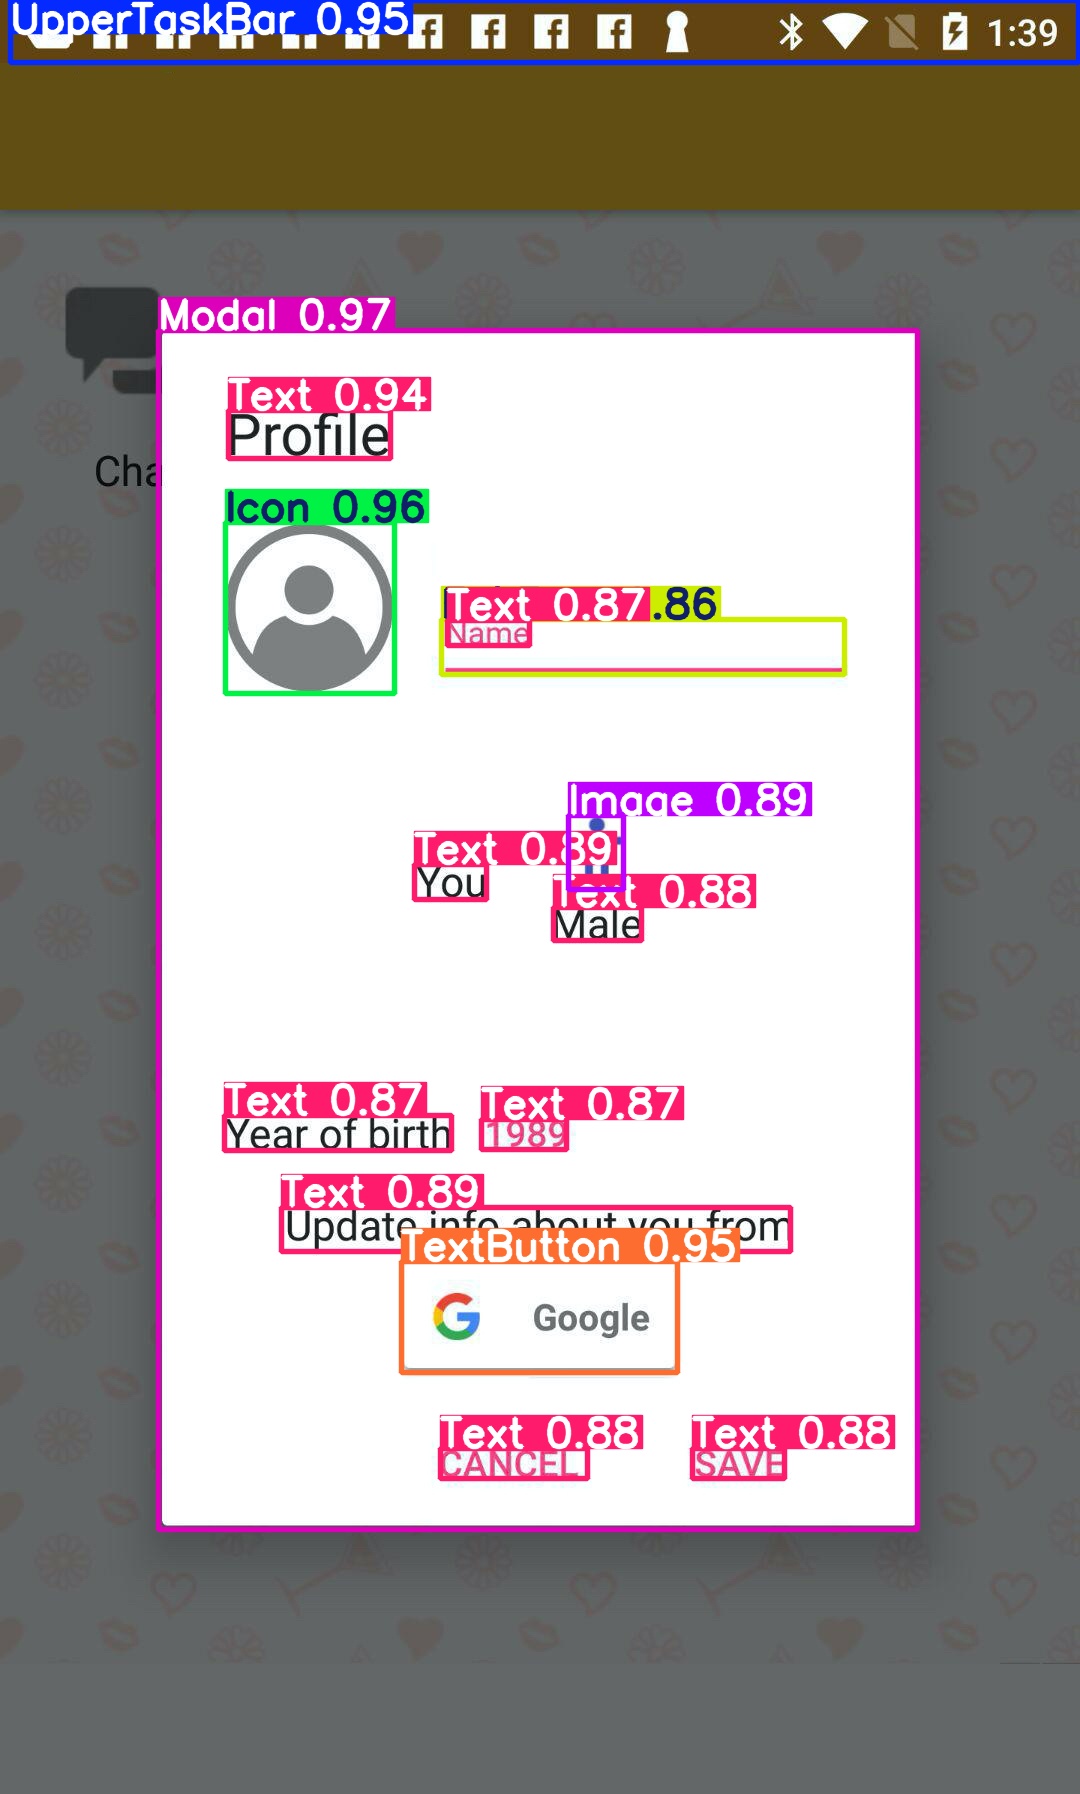 UpperTaskBar 0.95
1:39
Modal 0.97
Text 0.94
Profile
Icon 0.96
Text 0.87 .86
Name
Image 0.89
Text 0.89
You
Text 0.88
Male
Text 0.87 Text 0.87
Year of birth 1989
Text 0.89
Update info about you from
TextButton 0.95
Google
Text 0.88 Text 0.88
CANCEL SAVE